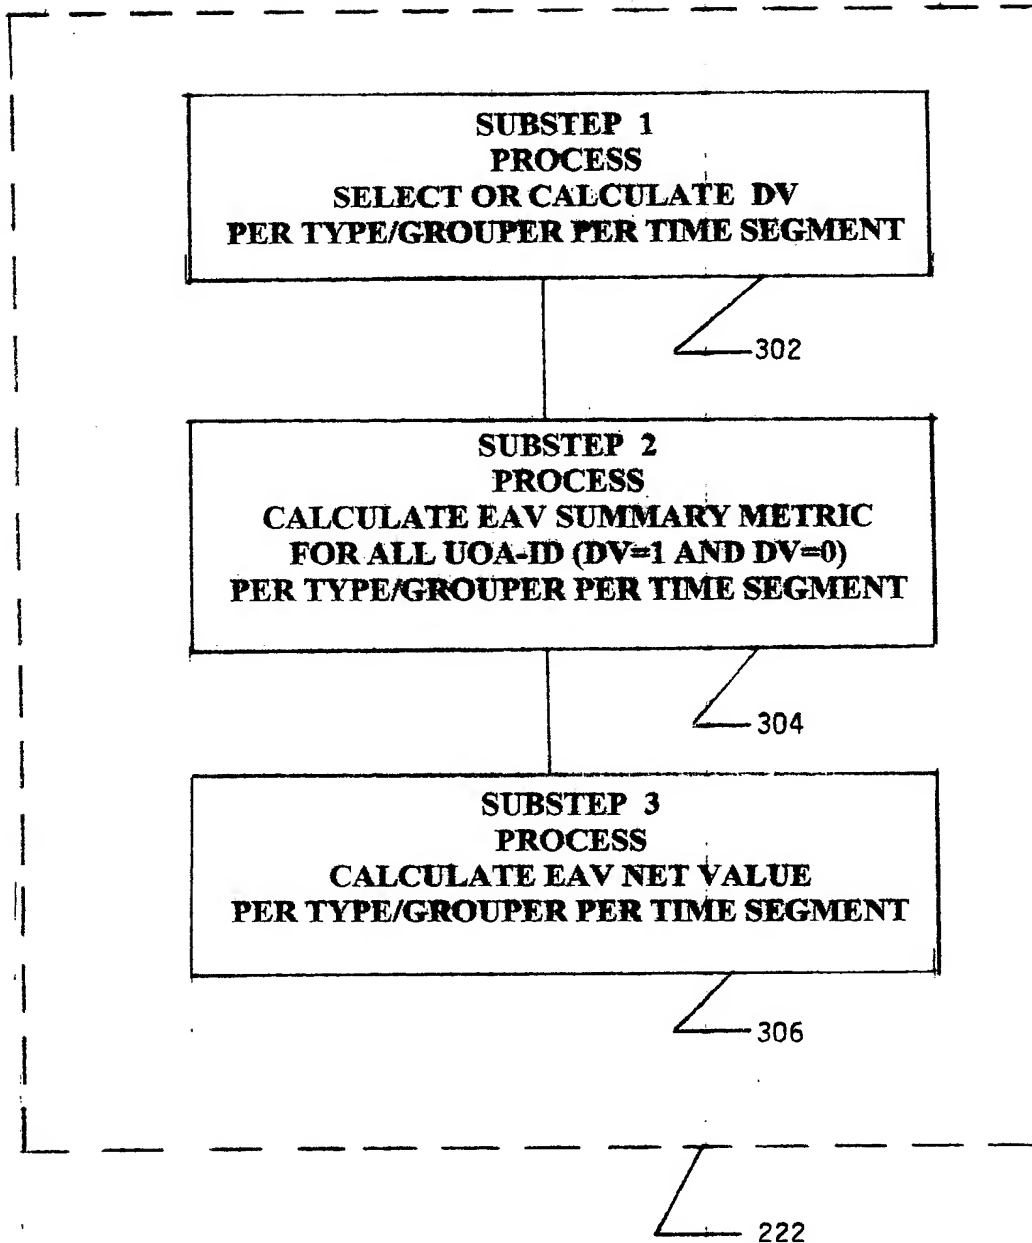 SUBSTEP 1
PROCESS
SELECT OR CALCULATE DV
PER TYPE/GROUPER PER TIME SEGMENT
302
SUBSTEP 2
PROCESS
CALCULATE EAV SUMMARY METRIC
FOR ALL UOA-ID (DV=1 AND DV=0)
PER TYPE/GROUPER PER TIME SEGMENT
304
SUBSTEP 3
PROCESS
CALCULATE EAV NET VALUE
PER TYPE/GROUPER PER TIME SEGMENT
306
222